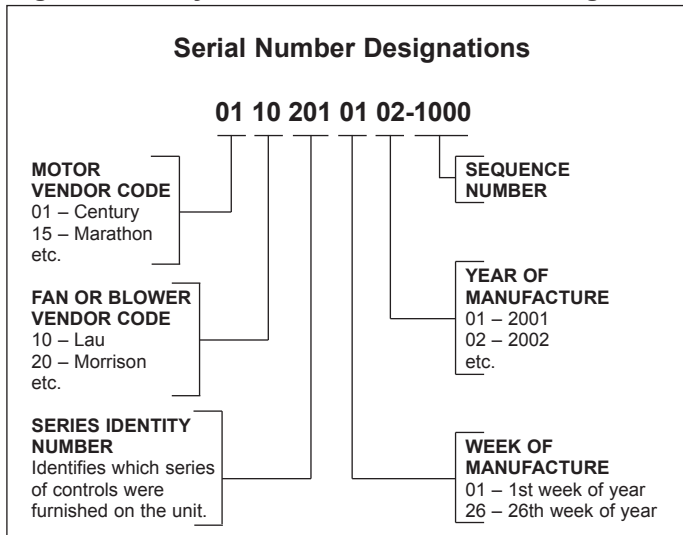 Serial Number Designations
01 10 201 01 02-1000
MOTOR
VENDOR CODE
01 – Century
15 – Marathon
etc.
FAN OR BLOWER
VENDOR CODE
10 – Lau
20 – Morrison
etc.
SERIES IDENTITY
NUMBER
Identifies which series
of controls were
furnished on the unit.
SEQUENCE
NUMBER
YEAR OF
MANUFACTURE
01 – 2001
02 – 2002
etc.
WEEK OF
MANUFACTURE
01 – 1st week of year
26 – 26th week of year